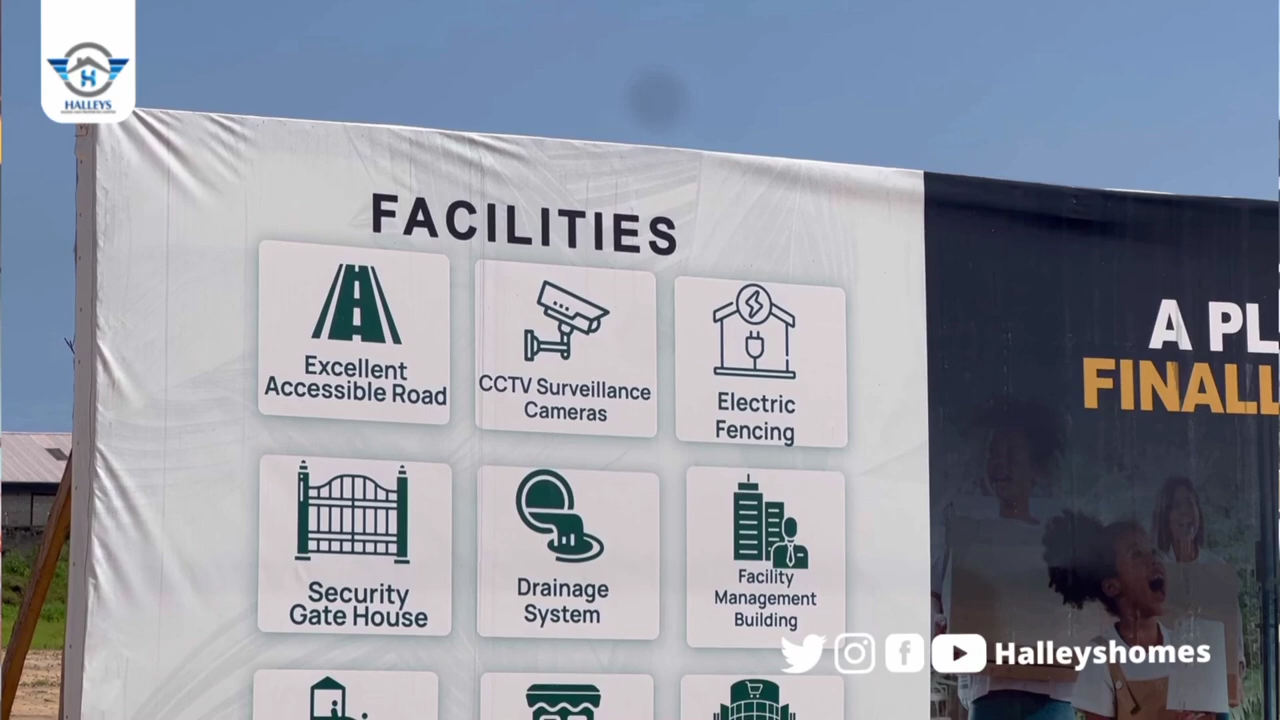 HALLEYS
FACILITIES
Excellent
Accessible Road
CCTV Surveillance
Cameras
Electric
Fencing
Security
Gate House
Drainage
System
Facility
Management
Building
A PL
FINALL
Halleyshomes